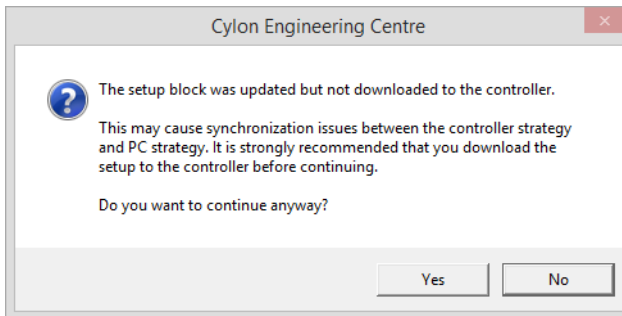 Cylon Engineering Centre
The setup block was updated but not downloaded to the controller.
This may cause synchronization issues between the controller strategy
and PC strategy. It is strongly recommended that you download the
setup to the controller before continuing.
Do you want to continue anyway?
Yes
No